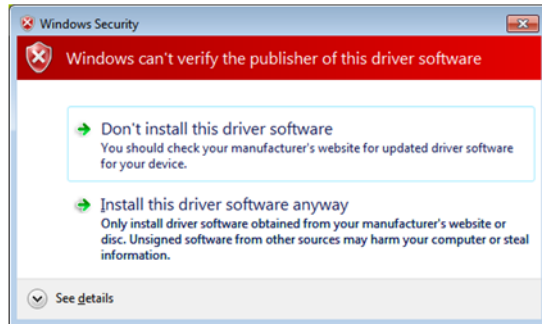 Windows Security
Windows can't verify the publisher of this driver software
Don't install this driver software
You should check your manufacturer's website for updated driver software
for your device.
Install this driver software anyway
Only install driver software obtained from your manufacturer's website or
disc. Unsigned software from other sources may harm your computer or steal
information.
See details